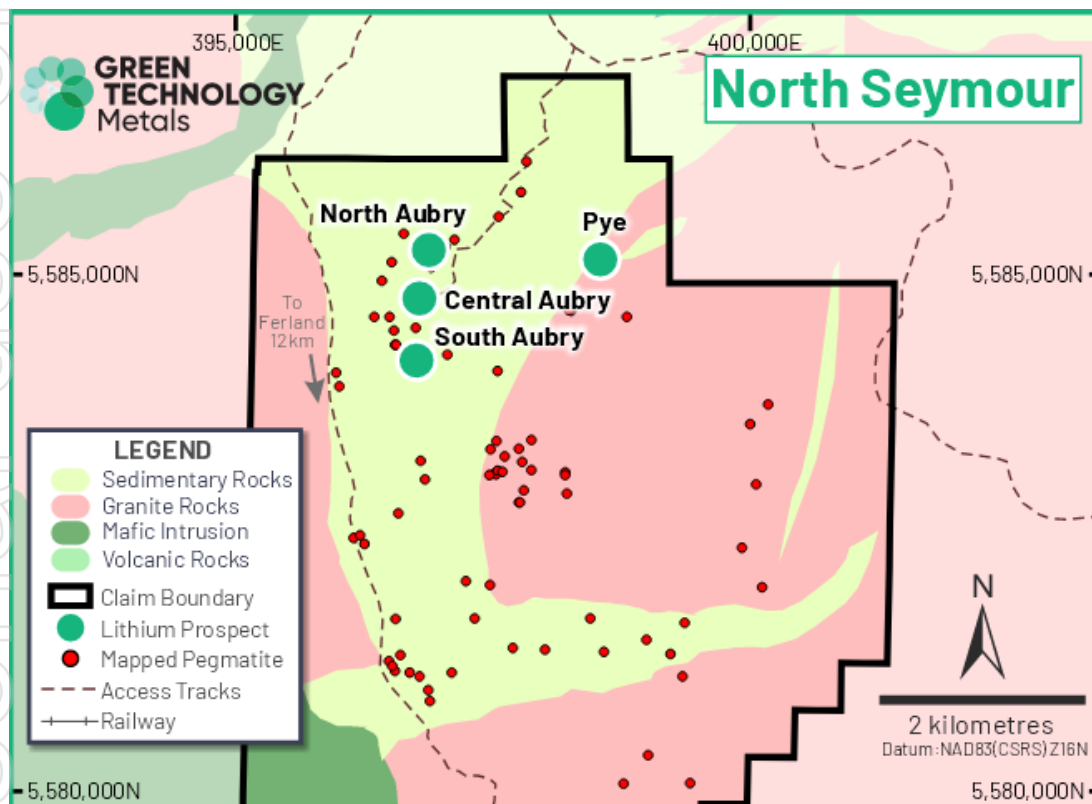 395,000E
400,000E
GREEN
TECHNOLOGY
Metals
North Seymour
North Aubry
Pye
5,585,000N
5,585,000N
Central Aubry
To
Ferland
12km
South Aubry
LEGEND
Sedimentary Rocks
Granite Rocks
Mafic Intrusion
Volcanic Rocks
Claim Boundary
Lithium Prospect
Mapped Pegmatite
Access Tracks
Railway
N
2 kilometres
Datum:NAD83(CSRS)Z16N
5,580,000N
5,580,000N